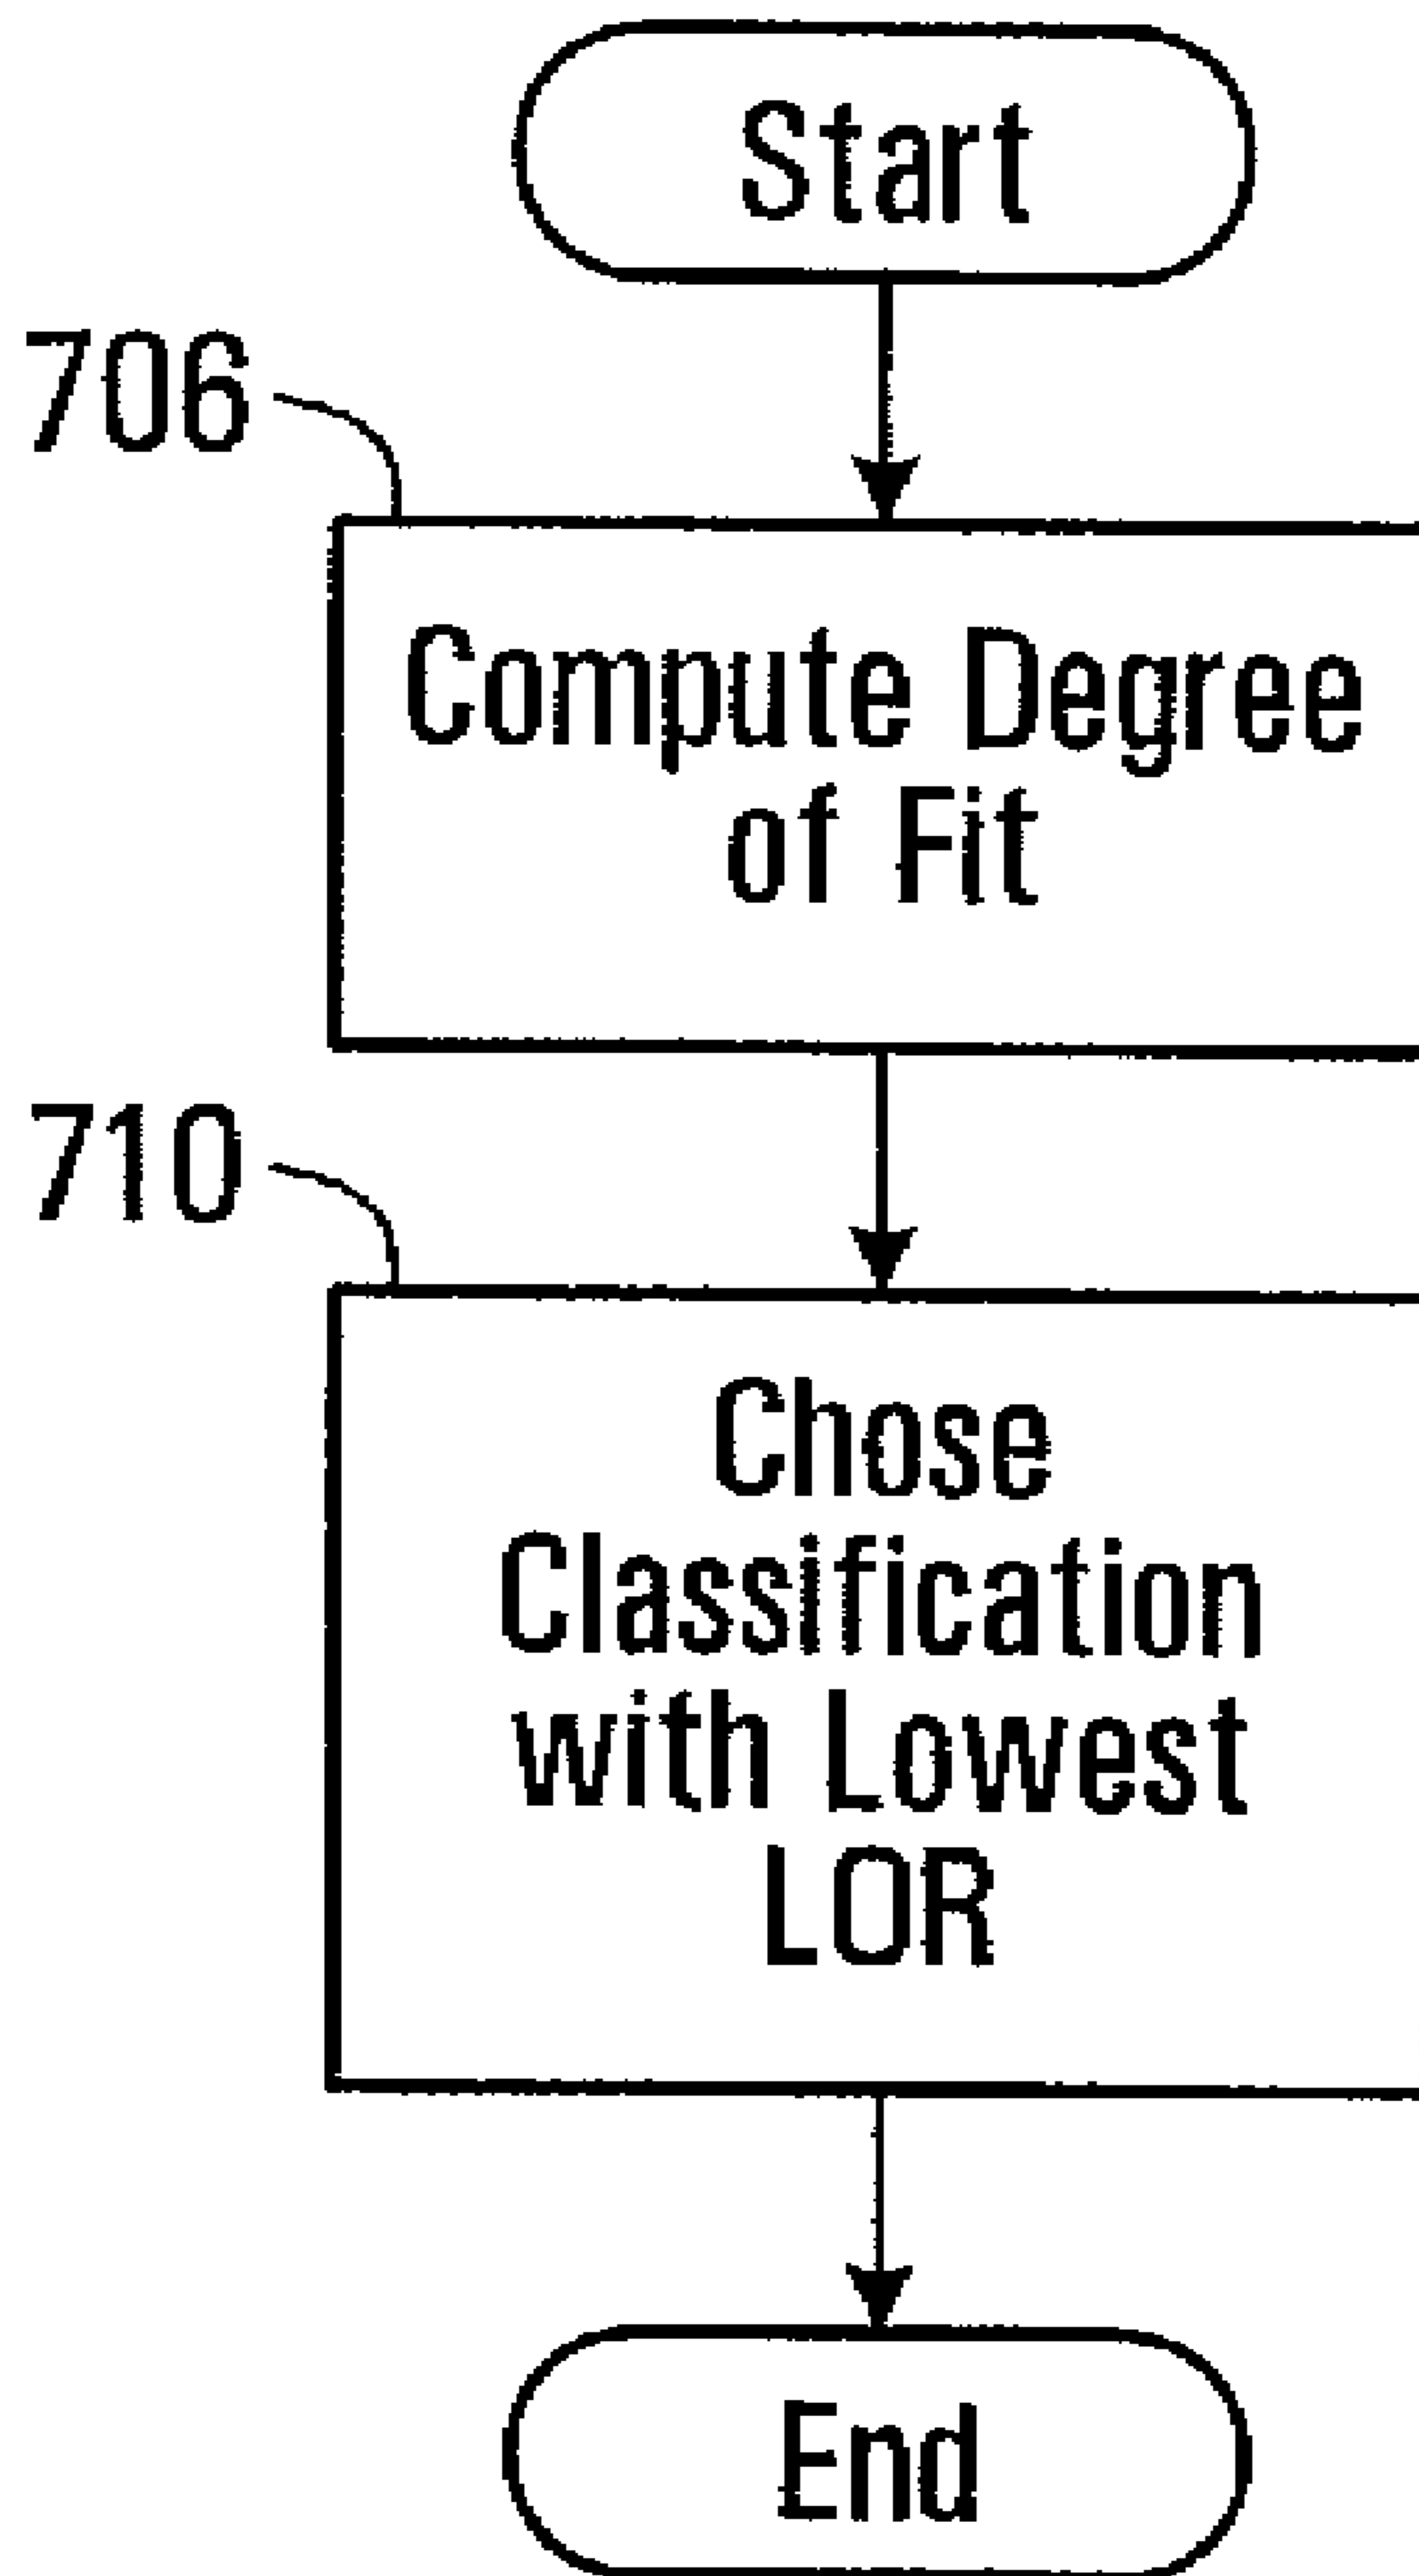 Start
706
Compute Degree
of Fit
710
Chose
Classification
with Lowest
LOR
End